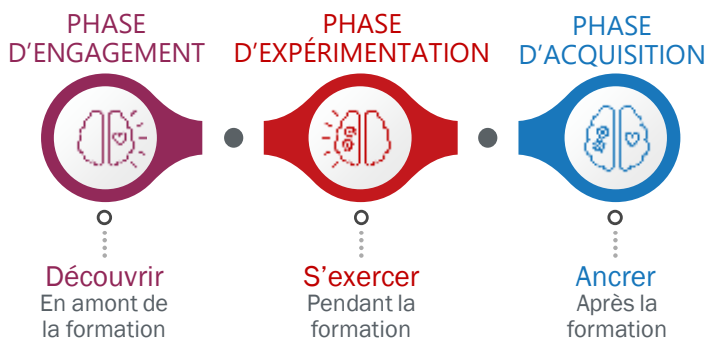 PHASE
D’ENGAGEMENT
PHASE
D’EXPÉRIMENTATION
PHASE
D’ACQUISITION
Découvrir
En amont de
la formation
S’exercer
Pendant la
formation
Ancrer
Après la
formation